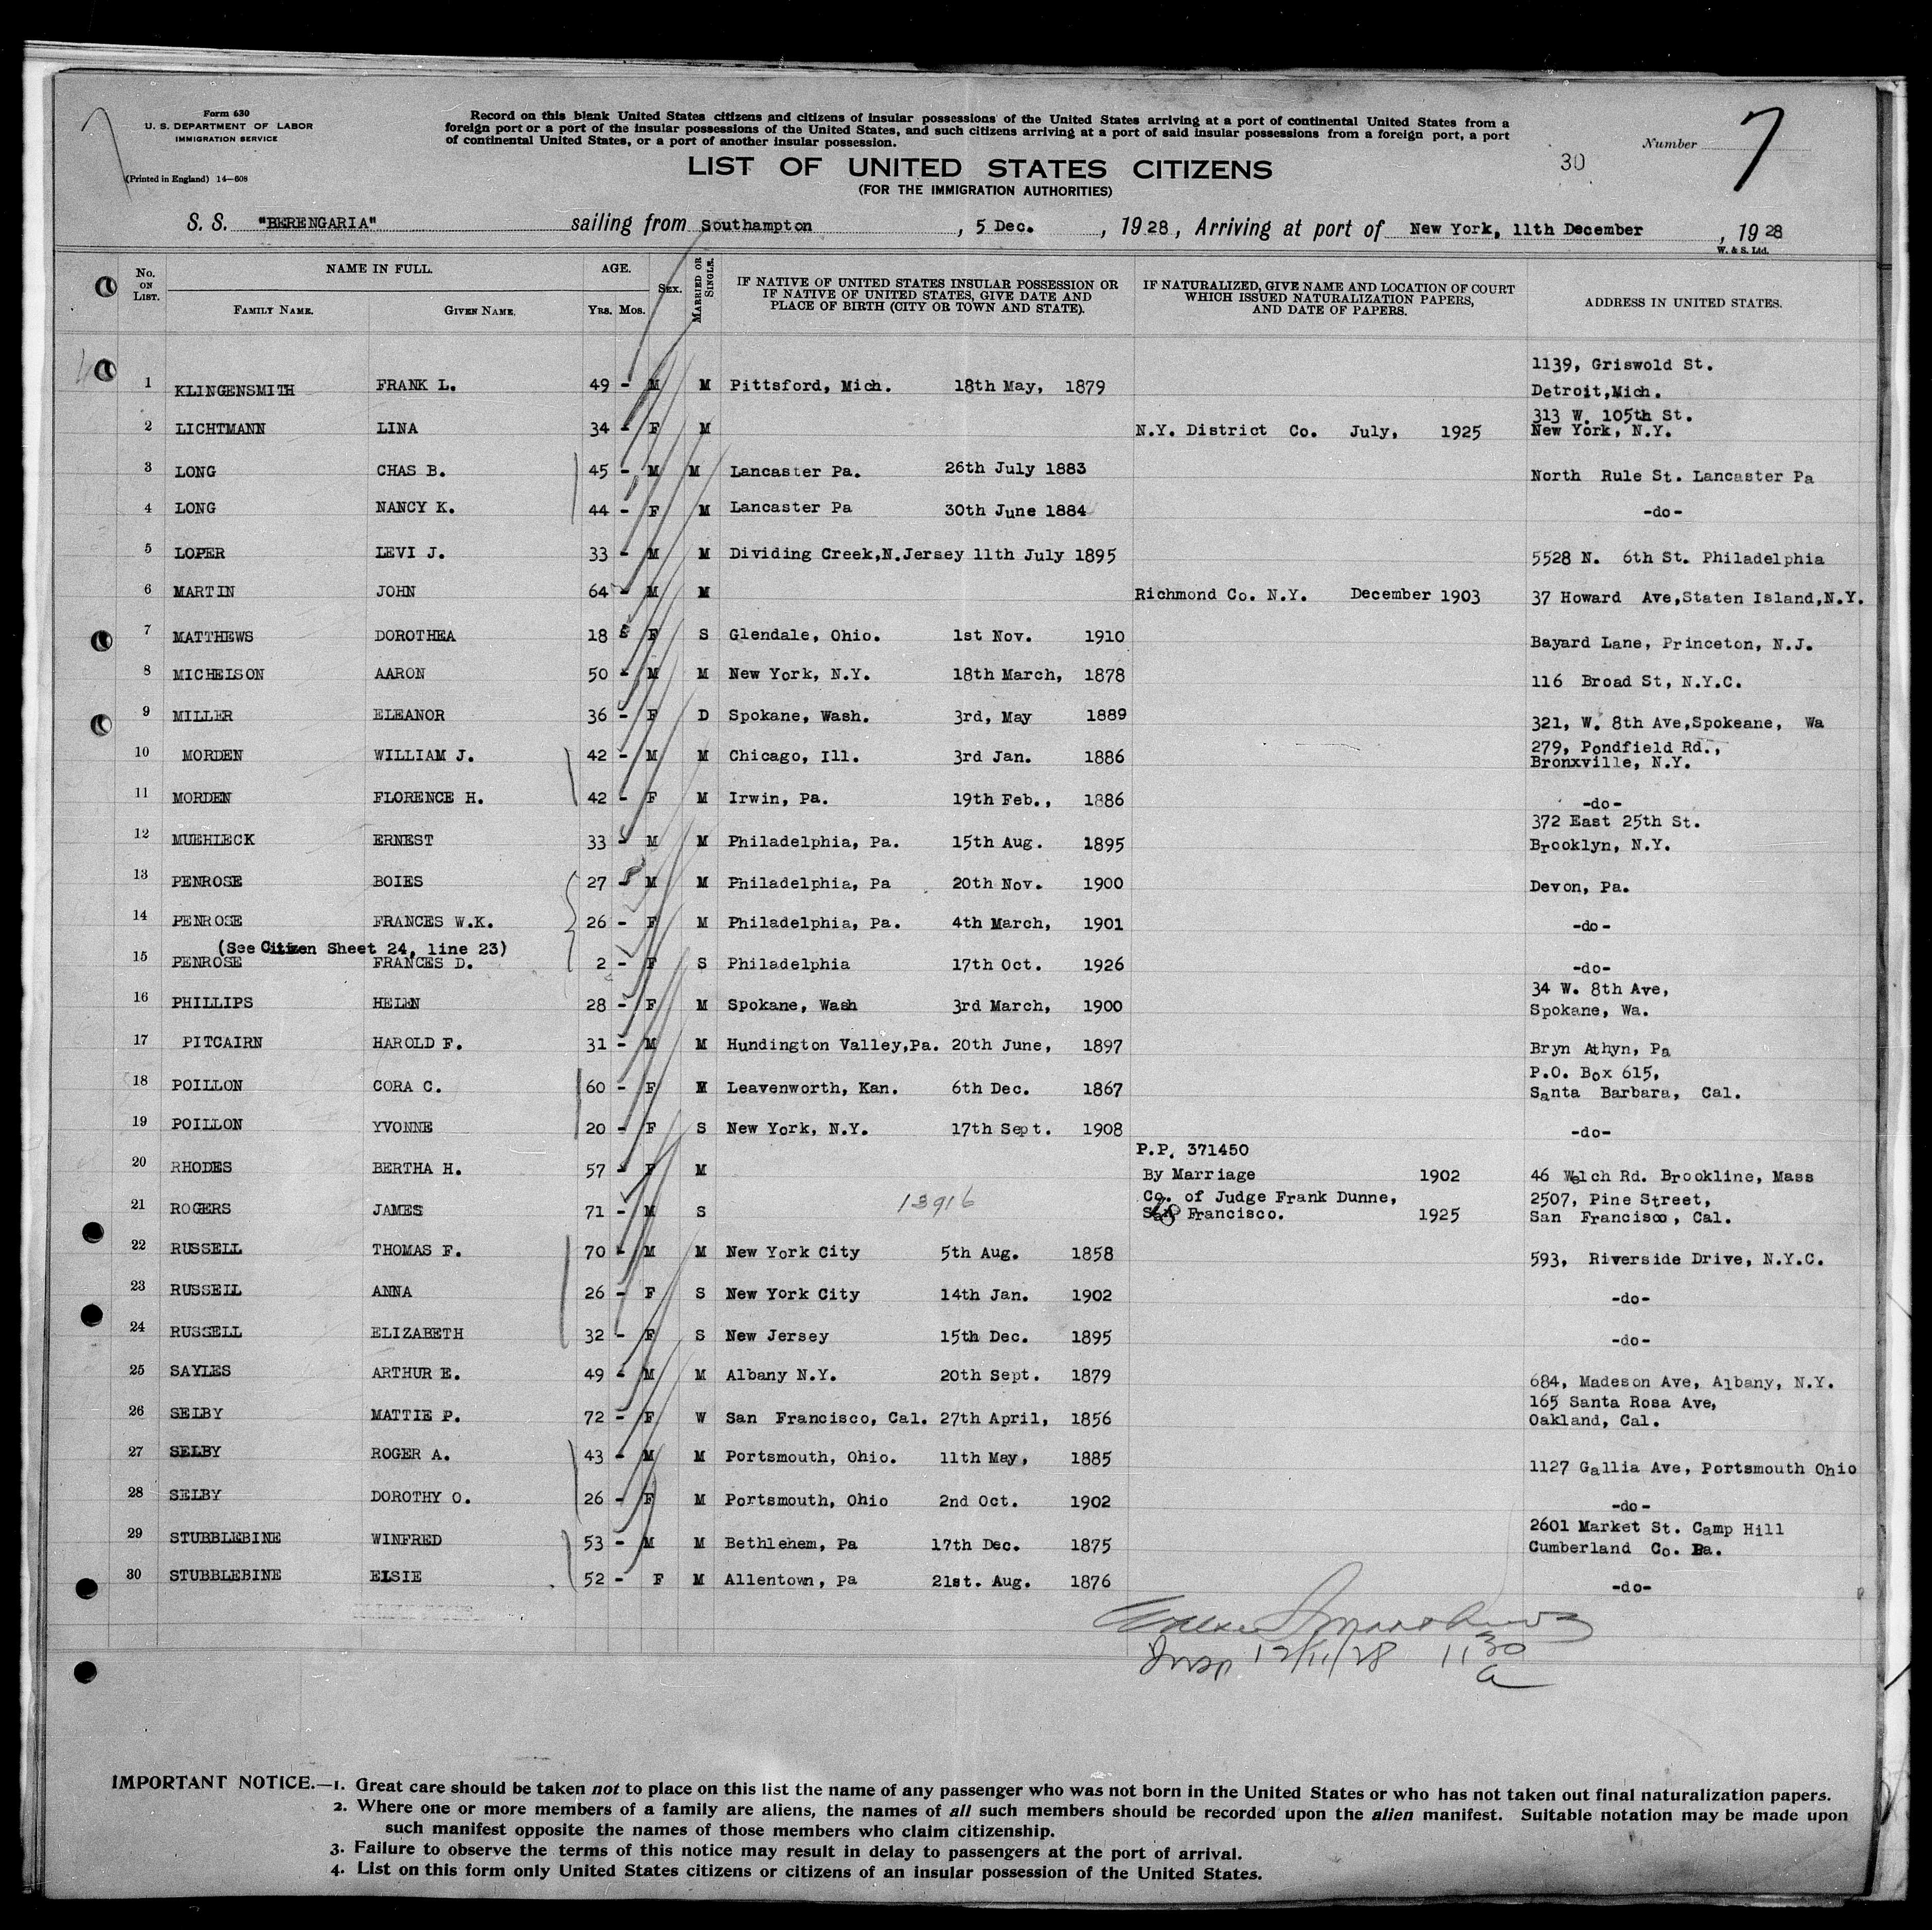 Form 630
U. S. DEPARTMENT OF LABOR
IMMIGRATION SERVICE
(Printed in England) 14—608
Record on this blank United States citizens and citizens of insular possessions of the United States arriving at a port of continental United States from a
foreign port or a port of the insular possessions of the United States, and such citizens arriving at a port of said insular possessions from a foreign port, a port
of continental United States, or a port of another insular possession.
LIST OF UNITED STATES CITIZENS
(FOR THE IMMIGRATION AUTHORITIES)
30
Number 7
S. S. "BERENGARIA" sailing from Southampton, 5 Dec., 1928, Arriving at port of New York, 11th December, 1928
W. & S. Ltd.
No. ON LIST. NAME IN FULL. FAMILY NAME. GIVEN NAME. AGE. YRS. MOS. SEX. MARRIED OR SINGLE. IF NATIVE OF UNITED STATES INSULAR POSSESSION OR IF NATIVE OF UNITED STATES, GIVE DATE AND PLACE OF BIRTH (CITY OR TOWN AND STATE). IF NATURALIZED, GIVE NAME AND LOCATION OF COURT WHICH ISSUED NATURALIZATION PAPERS, AND DATE OF PAPERS. ADDRESS IN UNITED STATES.
1139, Griswold St.
1 KLINGENSMITH FRANK L. 49 - M M Pittsford, Mich. 18th May, 1879 Detroit,Mich.
313 W. 105th St.
2 LICHTMANN LINA 34 - F M N.Y. District Co. July, 1925 New York, N.Y.
3 LONG CHAS B. 45 - M M Lancaster Pa. 26th July 1883 North Rule St. Lancaster Pa
4 LONG NANCY K. 44 - F M Lancaster Pa 30th June 1884 -do-
5 LOPER LEVI J. 33 - M M Dividing Creek,N.Jersey 11th July 1895 5528 N. 6th St. Philadelphia
6 MARTIN JOHN 64 - M M Richmond Co. N.Y. December 1903 37 Howard Ave,Staten Island,N.Y.
7 MATTHEWS DOROTHEA 18 F S Glendale, Ohio. 1st Nov. 1910 Bayard Lane, Princeton, N.J.
8 MICHELSON AARON 50 - M M New York, N.Y. 18th March, 1878 116 Broad St, N.Y.C.
9 MILLER ELEANOR 36 - F D Spokane, Wash. 3rd, May 1889 321, W. 8th Ave,Spokeane, Wa
279, Pondfield Rd.,
10 MORDEN WILLIAM J. 42 - M M Chicago, Ill. 3rd Jan. 1886 Bronxville, N.Y.
11 MORDEN FLORENCE H. 42 - F M Irwin, Pa. 19th Feb., 1886 -do-
372 East 25th St.
12 MUEHLECK ERNEST 33 - M M Philadelphia, Pa. 15th Aug. 1895 Brooklyn, N.Y.
13 PENROSE BOIES 27 - M M Philadelphia, Pa 20th Nov. 1900 Devon, Pa.
14 PENROSE FRANCES W.K. 26 - F M Philadelphia, Pa. 4th March, 1901 -do-
(See Citizen Sheet 24, line 23)
15 PENROSE FRANCES D. 2 - F S Philadelphia 17th Oct. 1926 -do-
34 W. 8th Ave,
16 PHILLIPS HELEN 28 - F M Spokane, Wash 3rd March, 1900 Spokane, Wa.
17 PITCAIRN HAROLD F. 31 - M M Hundington Valley,Pa. 20th June, 1897 Bryn Athyn, Pa
P.O. Box 615,
18 POILLON CORA C. 60 - F M Leavenworth, Kan. 6th Dec. 1867 Santa Barbara, Cal.
19 POILLON YVONNE 20 - F S New York, N.Y. 17th Sept. 1908 -do-
P.P. 371450
20 RHODES BERTHA H. 57 - F M By Marriage 1902 46 Welch Rd. Brookline, Mass
13916 Co. of Judge Frank Dunne, 2507, Pine Street,
21 ROGERS JAMES 71 - M S San Francisco. 1925 San Francisco, Cal.
22 RUSSELL THOMAS F. 70 - M M New York City 5th Aug. 1858 593, Riverside Drive, N.Y.C.
23 RUSSELL ANNA 26 - F S New York City 14th Jan. 1902 -do-
24 RUSSELL ELIZABETH 32 - F S New Jersey 15th Dec. 1895 -do-
25 SAYLES ARTHUR E. 49 - M M Albany N.Y. 20th Sept. 1879 684, Madeson Ave, Albany, N.Y.
165 Santa Rosa Ave,
26 SELBY MATTIE P. 72 - F W San Francisco, Cal. 27th April, 1856 Oakland, Cal.
27 SELBY ROGER A. 43 - M M Portsmouth, Ohio. 11th May, 1885 1127 Gallia Ave, Portsmouth Ohio
28 SELBY DOROTHY O. 26 - F M Portsmouth, Ohio 2nd Oct. 1902 -do-
2601 Market St. Camp Hill
29 STUBBLEBINE WINFRED 53 - M M Bethlehem, Pa 17th Dec. 1875 Cumberland Co. Pa.
30 STUBBLEBINE ELSIE 52 - F M Allentown, Pa 21st. Aug. 1876 -do-
Insp 12/11/28 11 30 a
IMPORTANT NOTICE.—1. Great care should be taken not to place on this list the name of any passenger who was not born in the United States or who has not taken out final naturalization papers.
2. Where one or more members of a family are aliens, the names of all such members should be recorded upon the alien manifest. Suitable notation may be made upon
such manifest opposite the names of those members who claim citizenship.
3. Failure to observe the terms of this notice may result in delay to passengers at the port of arrival.
4. List on this form only United States citizens or citizens of an insular possession of the United States.